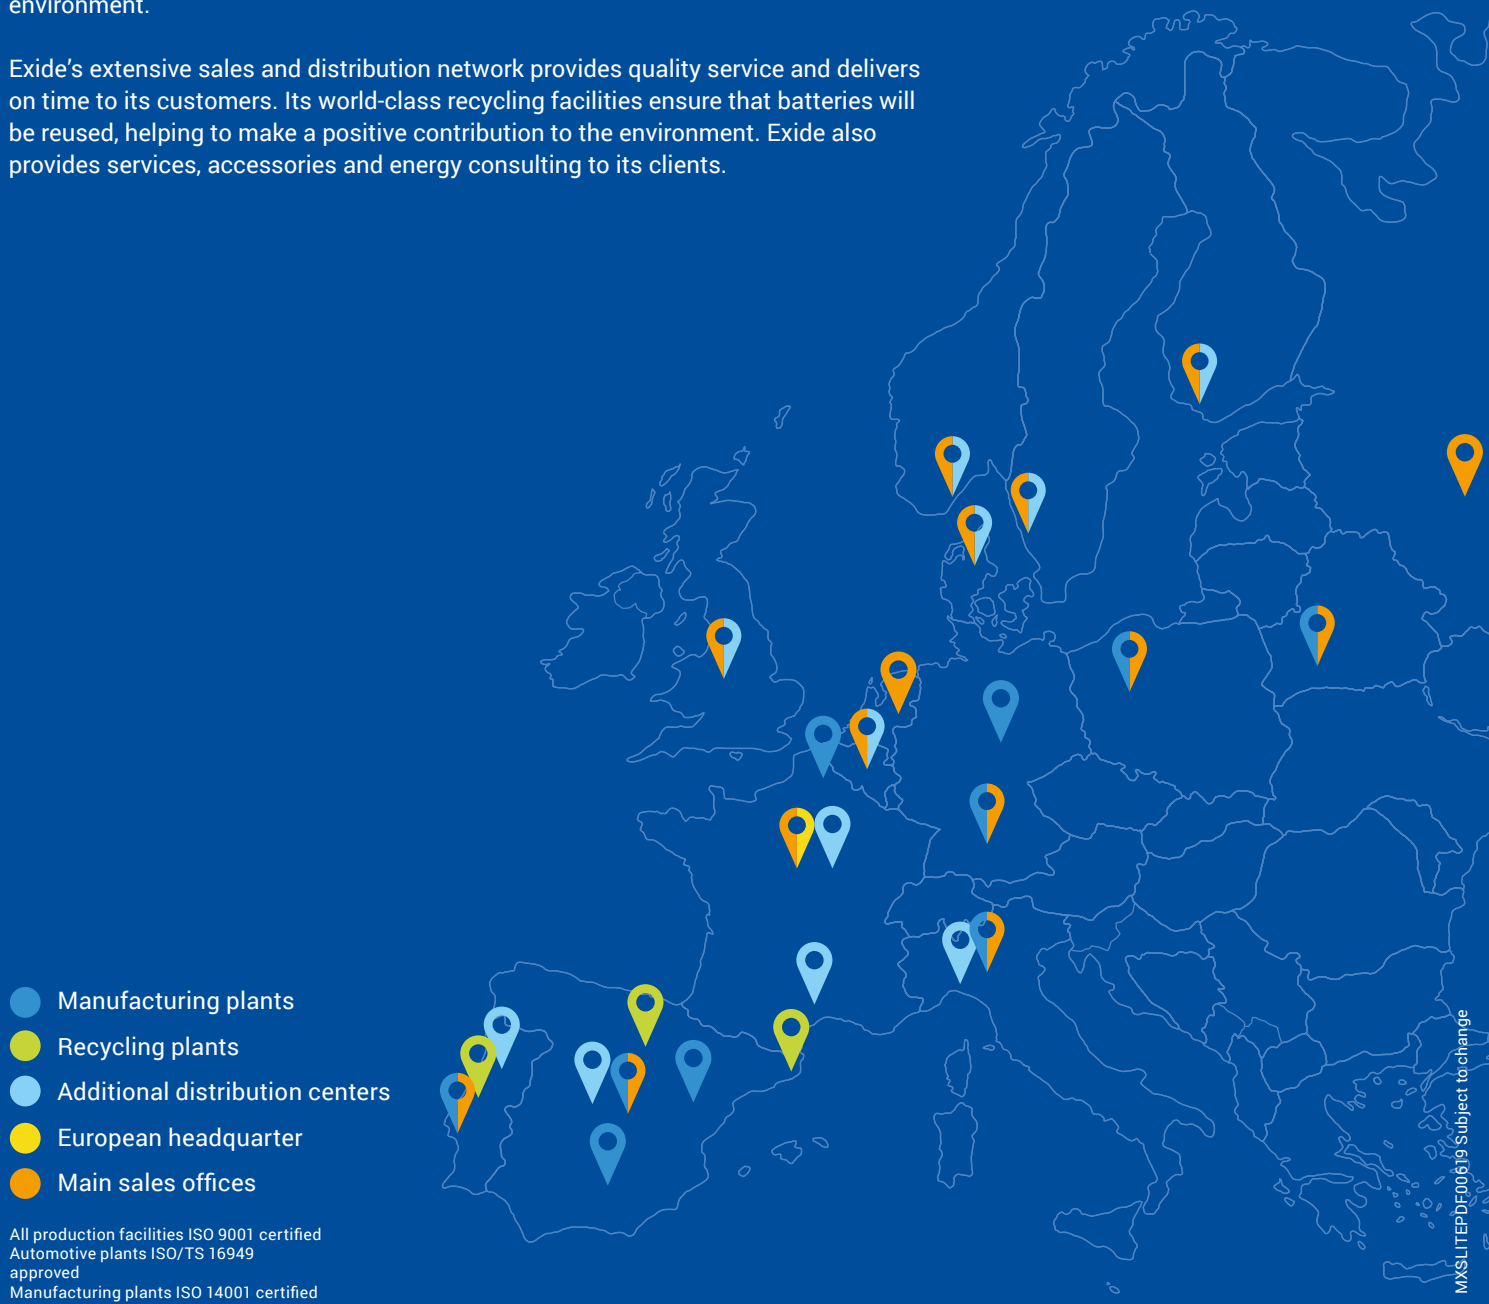 environment.
Exide’s extensive sales and distribution network provides quality service and delivers
on time to its customers. Its world-class recycling facilities ensure that batteries will
be reused, helping to make a positive contribution to the environment. Exide also
provides services, accessories and energy consulting to its clients.
Manufacturing plants
Recycling plants
Additional distribution centers
European headquarter
Main sales offices
All production facilities ISO 9001 certified
Automotive plants ISO/TS 16949
approved
Manufacturing plants ISO 14001 certified
MXSLITEPDF00619 Subject to change